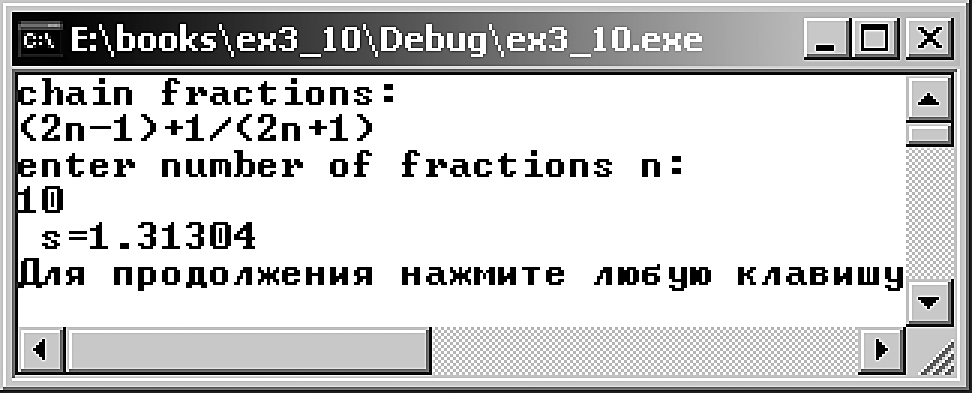 C:\ E:\books\ex3_10\Debug\ex3_10.exe
chain fractions:
(2n-1)+1/(2n+1)
enter number of fractions n:
10
s=1.31304
Для продолжения нажмите любую клавишу